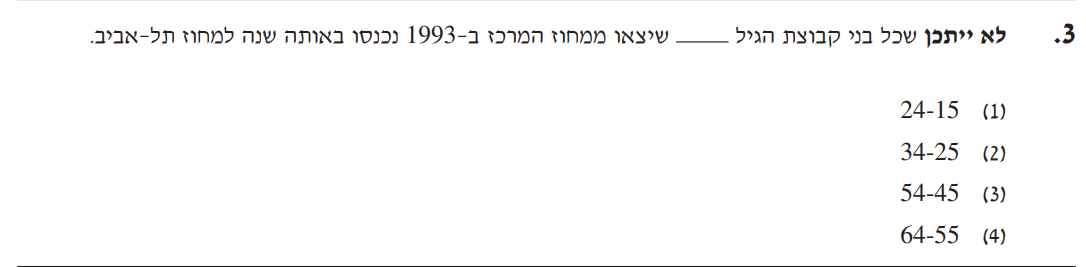 3. לא ייתכן שכל בני קבוצת הגיל _____ שיצאו ממחוז המרכז ב-1993 נכנסו באותה שנה למחוז תל-אביב.
(1) 24-15
(2) 34-25
(3) 54-45
(4) 64-55